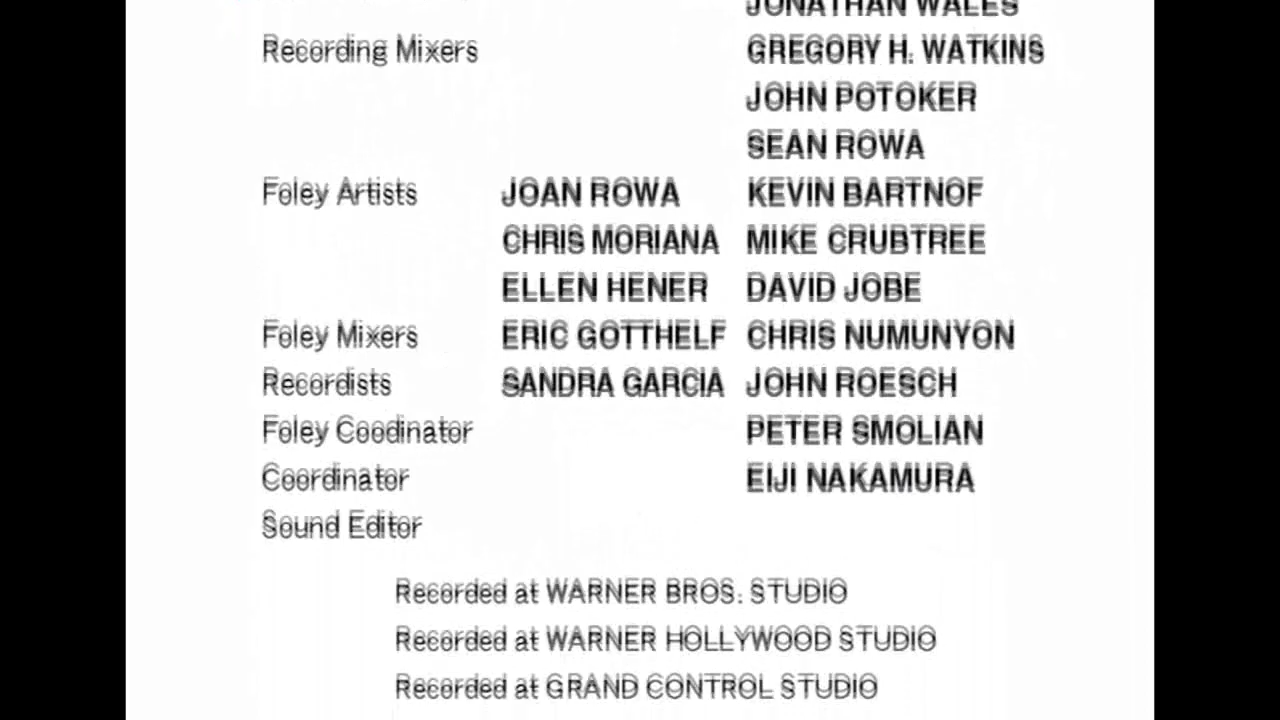 JONATHAN WALES
Recording Mixers GREGORY H. WATKINS
JOHN POTOKER
SEAN ROWA
Foley Artists JOAN ROWA KEVIN BARTNOF
CHRIS MORIANA MIKE CRUBTREE
ELLEN HENER DAVID JOBE
Foley Mixers ERIC GOTTHELF CHRIS NUMUNYON
Recordists SANDRA GARCIA JOHN ROESCH
Foley Coodinator PETER SMOLIAN
Coordinator EIJI NAKAMURA
Sound Editor
Recorded at WARNER BROS. STUDIO
Recorded at WARNER HOLLYWOOD STUDIO
Recorded at GRAND CONTROL STUDIO